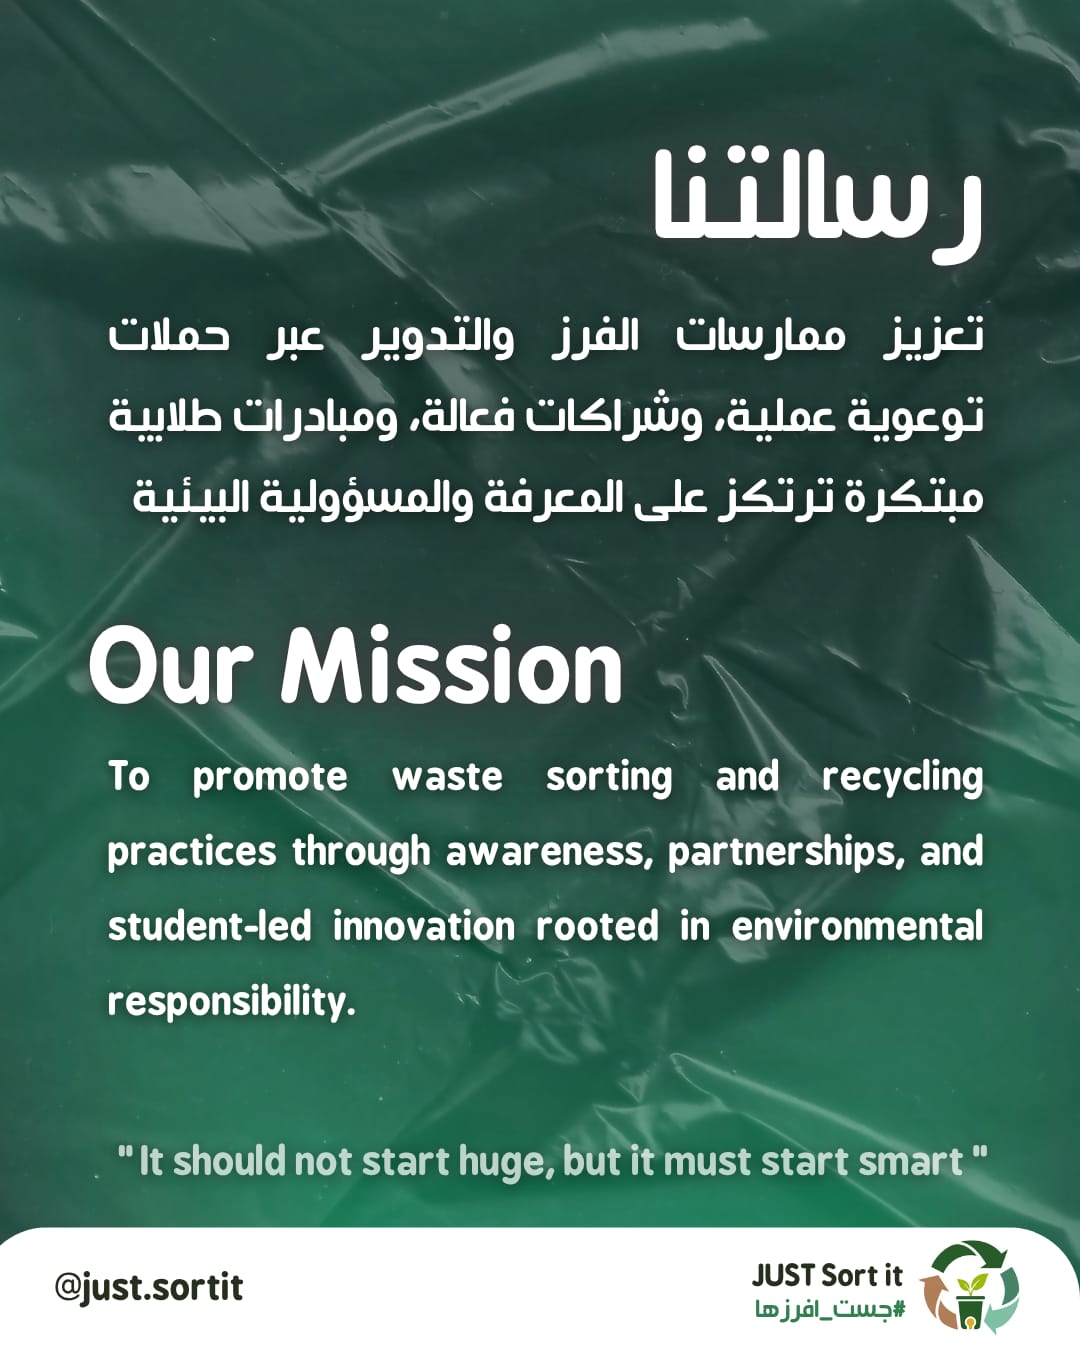 رسالتنا
تعزيز ممارسات الفرز والتدوير عبر حملات
توعوية عملية، وشراكات فعالة، ومبادرات طلابية
مبتكرة ترتكز على المعرفة والمسؤولية البيئية
Our Mission
To promote waste sorting and recycling
practices through awareness, partnerships, and
student-led innovation rooted in environmental
responsibility.
" It should not start huge, but it must start smart "
@just.sortit
JUST Sort it
#جست_افرزها